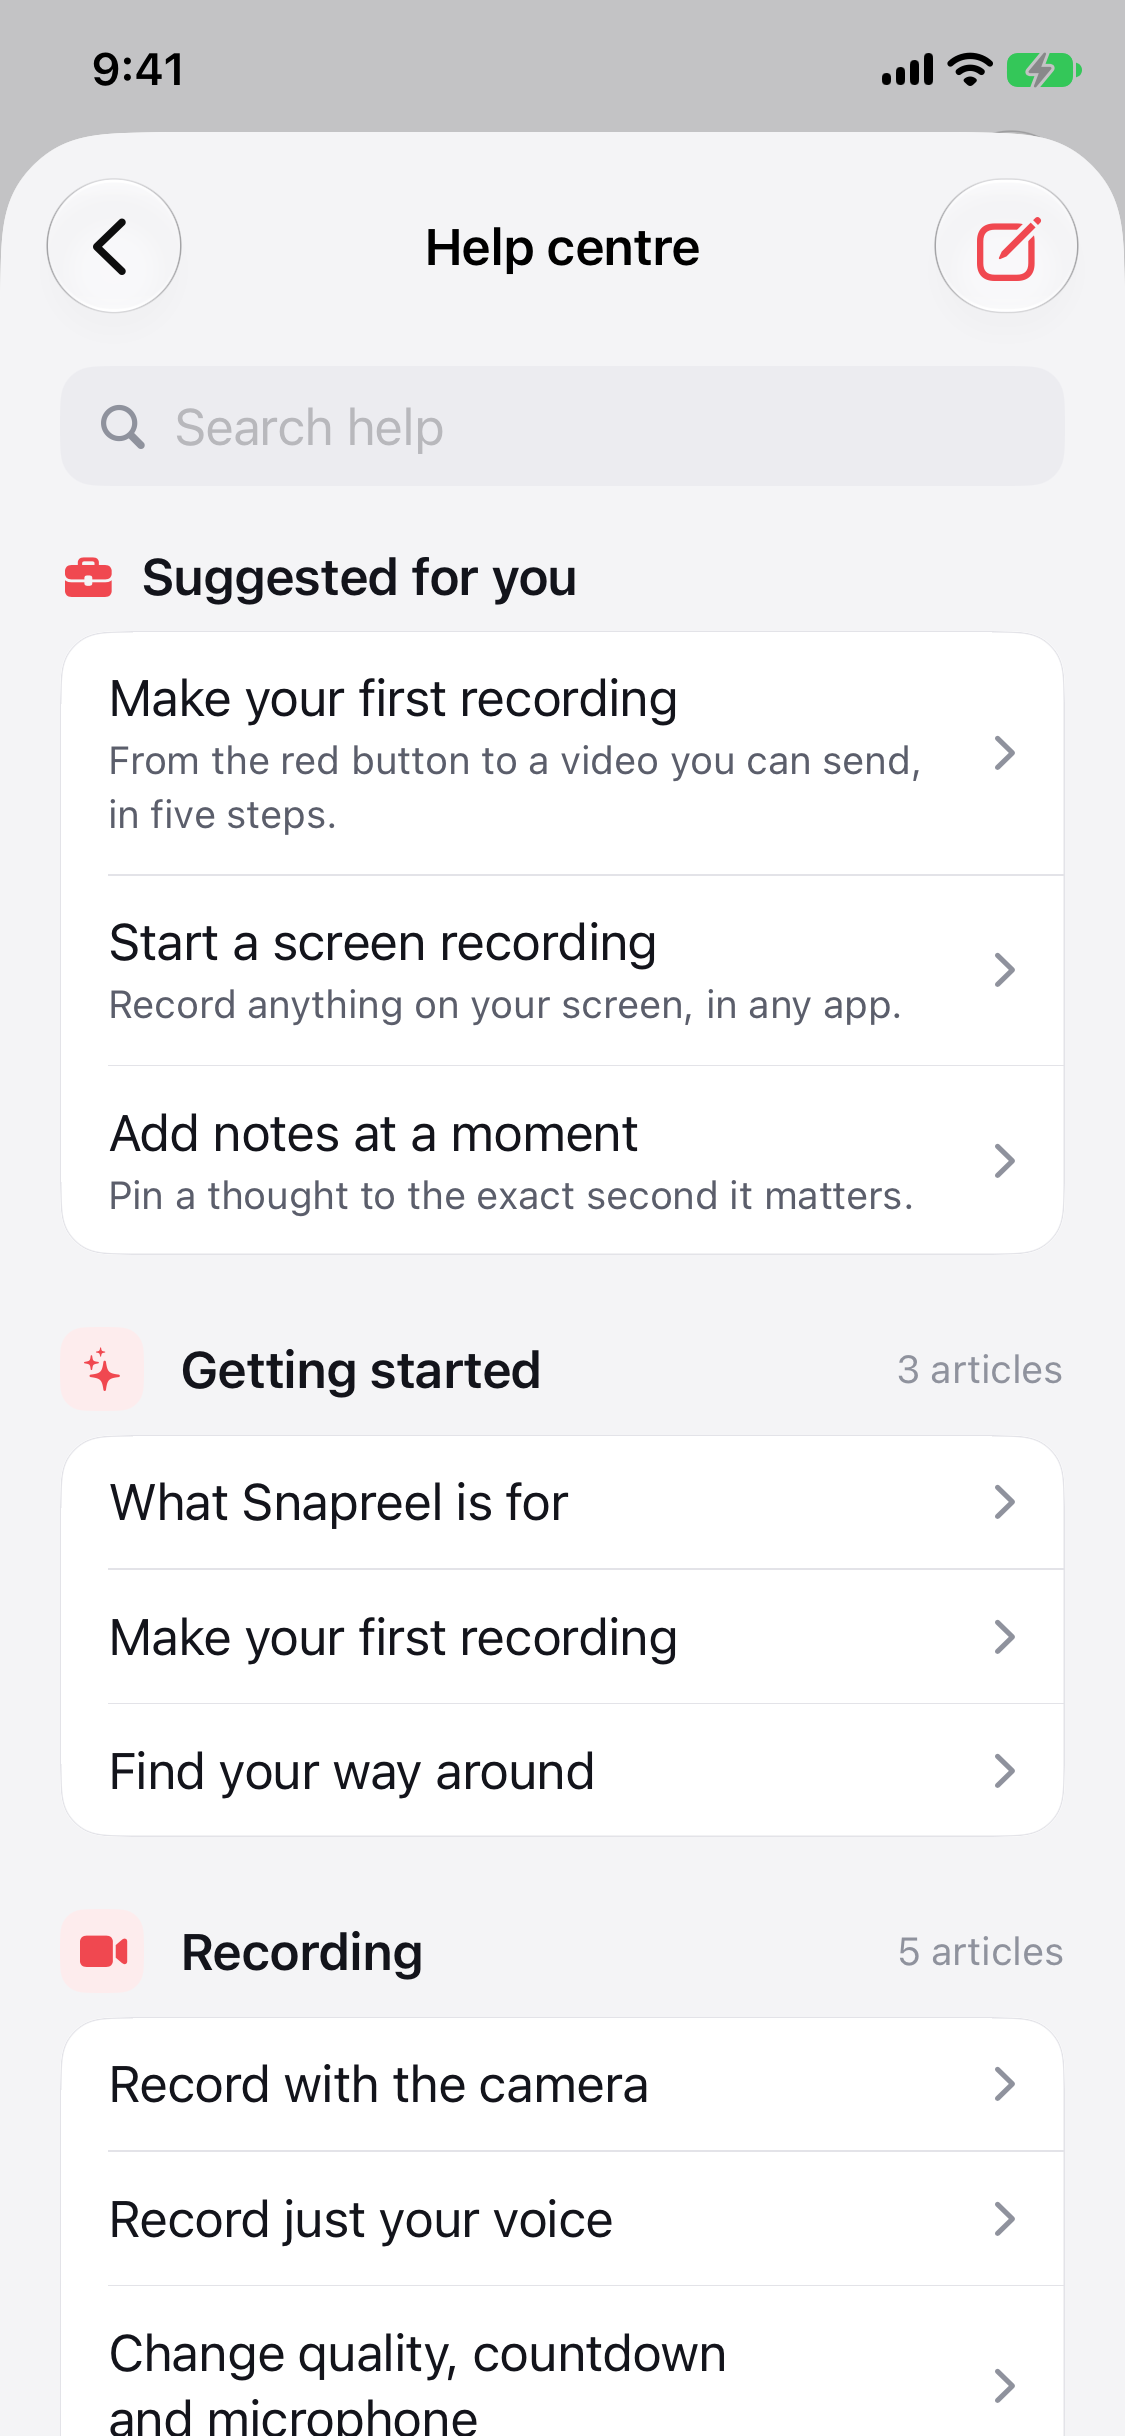 9:41
Help centre
Search help
Suggested for you
Make your first recording
From the red button to a video you can send,
in five steps.
Start a screen recording
Record anything on your screen, in any app.
Add notes at a moment
Pin a thought to the exact second it matters.
Getting started
3 articles
What Snapreel is for
Make your first recording
Find your way around
Recording
5 articles
Record with the camera
Record just your voice
Change quality, countdown
and microphone